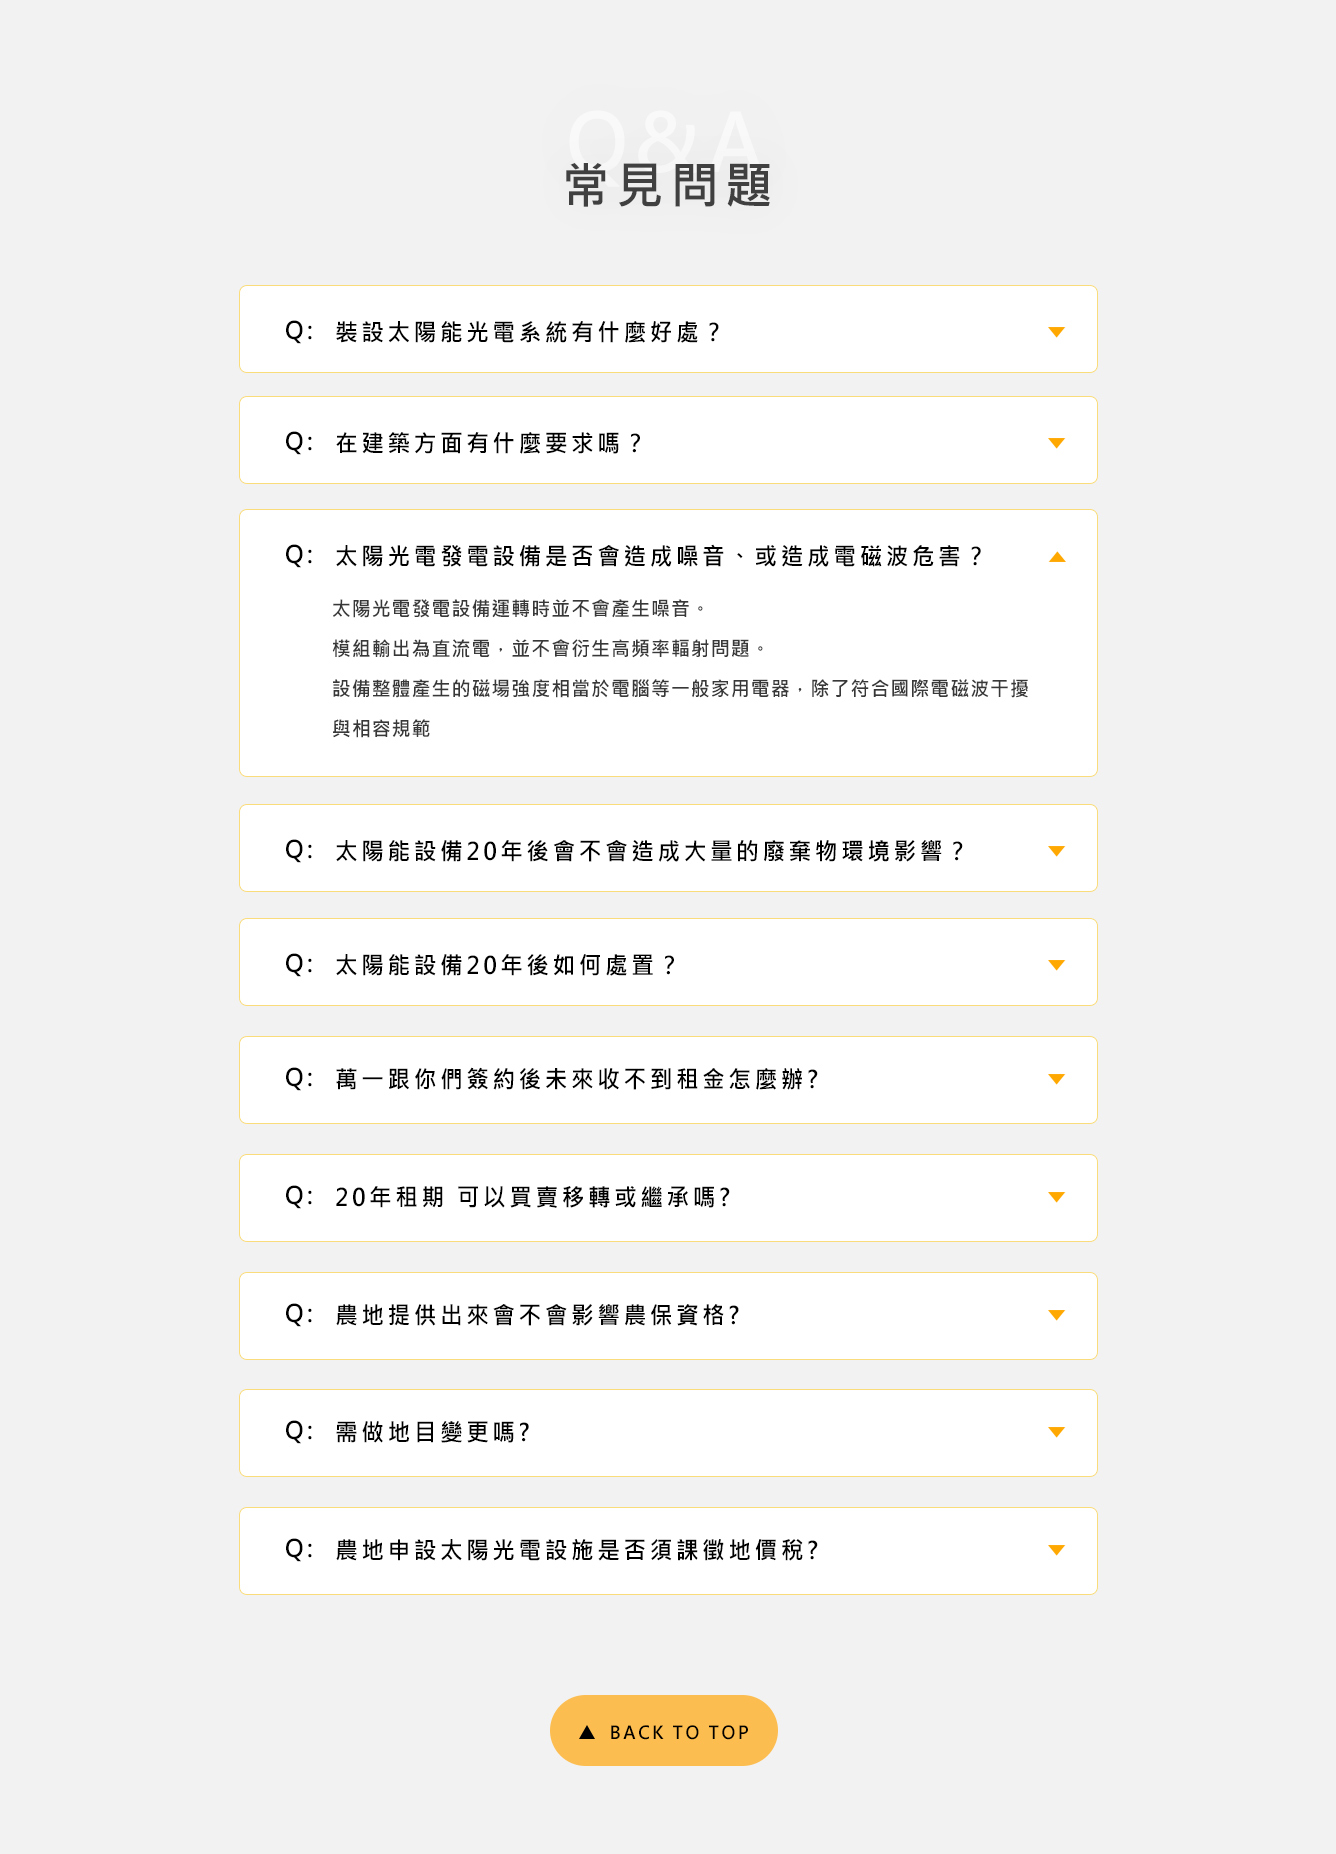 Q&A
常見問題
Q: 裝設太陽能光電系統有什麼好處？
Q: 在建築方面有什麼要求嗎？
Q: 太陽光電發電設備是否會造成噪音、或造成電磁波危害？
太陽光電發電設備運轉時並不會產生噪音。
模組輸出為直流電，並不會衍生高頻率輻射問題。
設備整體產生的磁場強度相當於電腦等一般家用電器，除了符合國際電磁波干擾
與相容規範
Q: 太陽能設備20年後會不會造成大量的廢棄物環境影響？
Q: 太陽能設備20年後如何處置？
Q: 萬一跟你們簽約後未來收不到租金怎麼辦?
Q: 20年租期 可以買賣移轉或繼承嗎?
Q: 農地提供出來會不會影響農保資格?
Q: 需做地目變更嗎?
Q: 農地申設太陽光電設施是否須課徵地價稅?
▲ BACK TO TOP